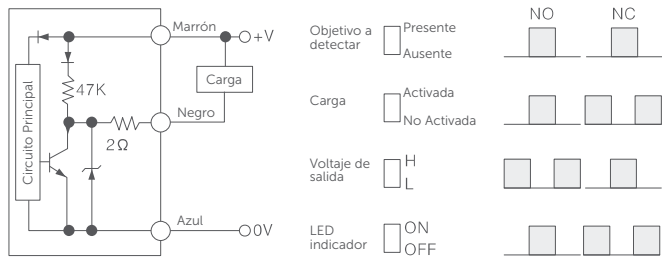 Marrón
+V
Carga
47K
Circuito Principal
Negro
2Ω
Azul
0V
NO
NC
Objetivo a
detectar
Presente
Ausente
Carga
Activada
No Activada
Voltaje de
salida
H
L
LED
indicador
ON
OFF